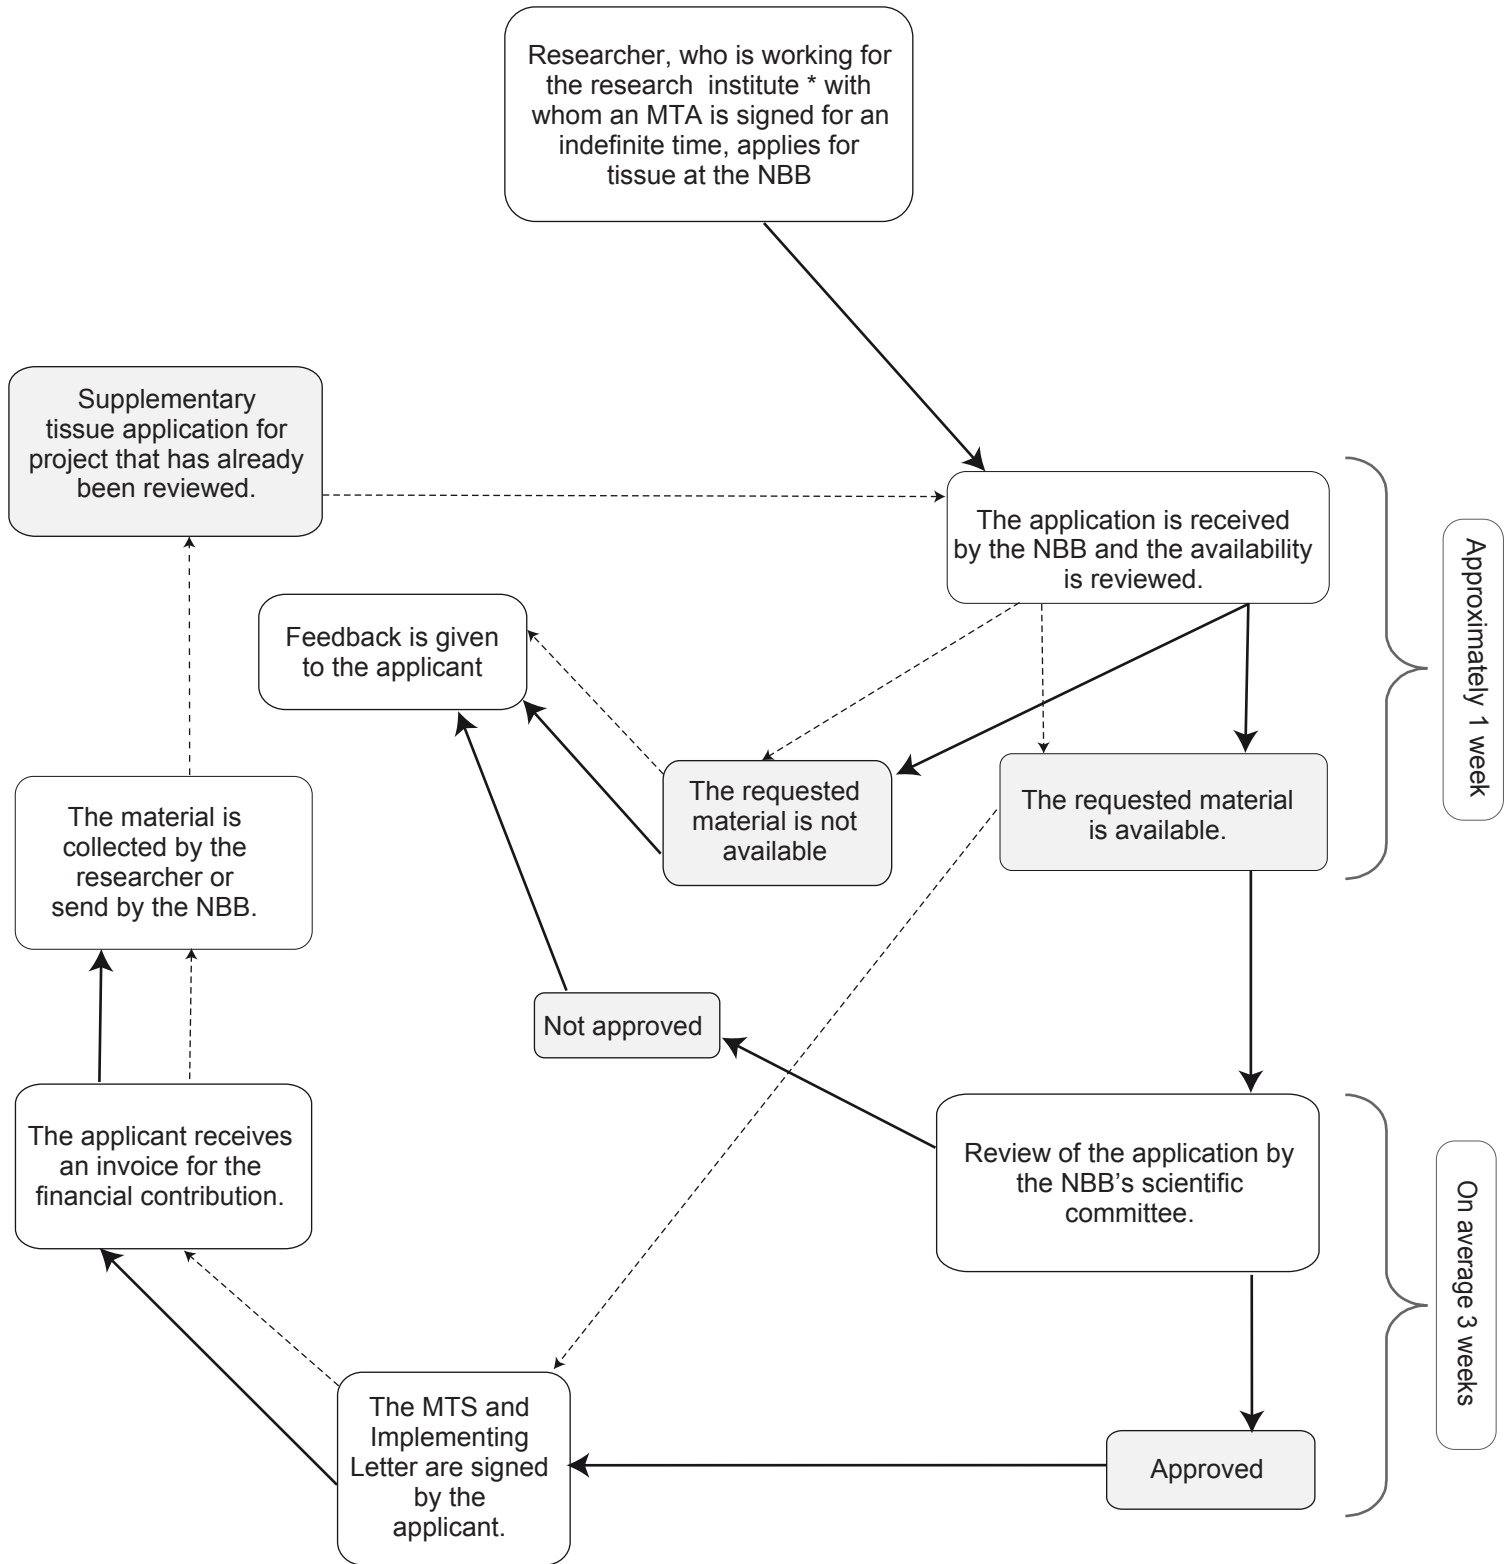 Researcher, who is working for
the research institute * with
whom an MTA is signed for an
indefinite time, applies for
tissue at the NBB
Supplementary
tissue application for
project that has already
been reviewed.
The application is received
by the NBB and the availability
is reviewed.
Approximately 1 week
Feedback is given
to the applicant
The requested
material is not
available
The requested material
is available.
The material is
collected by the
researcher or
send by the NBB.
Not approved
The applicant receives
an invoice for the
financial contribution.
Review of the application by
the NBB’s scientific
committee.
On average 3 weeks
The MTS and
Implementing
Letter are signed
by the
applicant.
Approved